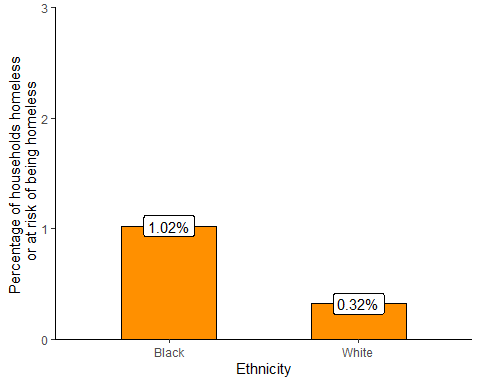 Percentage of households homeless
or at risk of being homeless
3
2
1
0
1.02%
0.32%
Black
White
Ethnicity